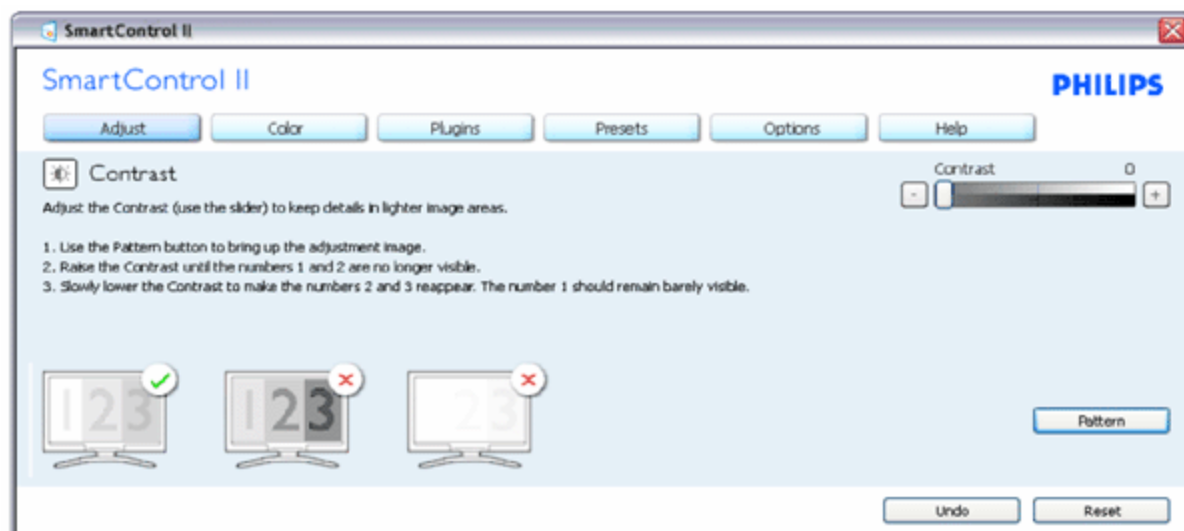 SmartControl II
SmartControl II
PHILIPS
Adjust Color Plugins Presets Options Help
Contrast
Contrast 0
- +
Adjust the Contrast (use the slider) to keep details in lighter image areas.
1. Use the Pattern button to bring up the adjustment image.
2. Raise the Contrast until the numbers 1 and 2 are no longer visible.
3. Slowly lower the Contrast to make the numbers 2 and 3 reappear. The number 1 should remain barely visible.
123 123 23
Pattern
Undo Reset